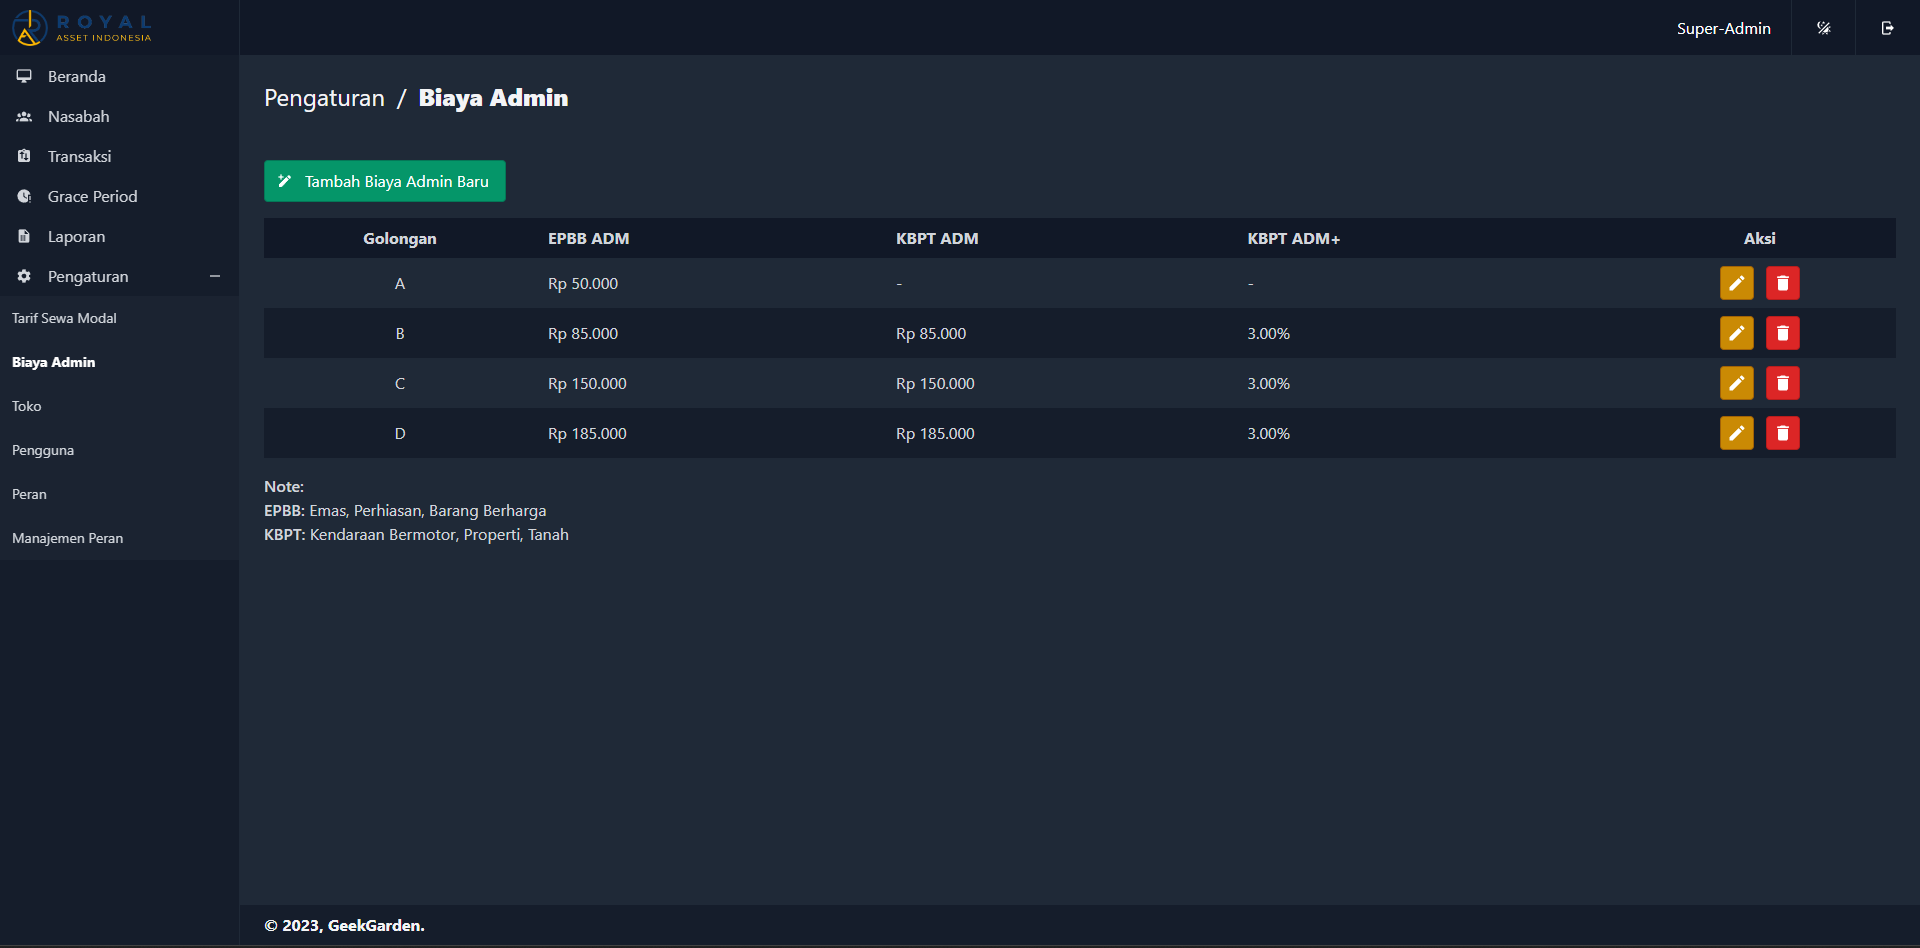 ROYAL
ASSET INDONESIA
Super-Admin
Beranda
Nasabah
Transaksi
Grace Period
Laporan
Pengaturan
Tarif Sewa Modal
Biaya Admin
Toko
Pengguna
Peran
Manajemen Peran
Pengaturan / Biaya Admin
Tambah Biaya Admin Baru
Golongan EPBB ADM KBPT ADM KBPT ADM+ Aksi
A Rp 50.000 - -
B Rp 85.000 Rp 85.000 3.00%
C Rp 150.000 Rp 150.000 3.00%
D Rp 185.000 Rp 185.000 3.00%
Note:
EPBB: Emas, Perhiasan, Barang Berharga
KBPT: Kendaraan Bermotor, Properti, Tanah
© 2023, GeekGarden.